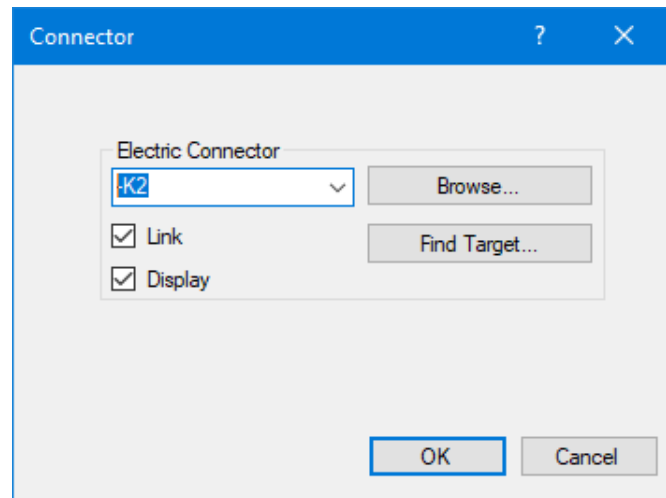 Connector
Electric Connector
-K2
Browse...
Link
Find Target...
Display
OK
Cancel